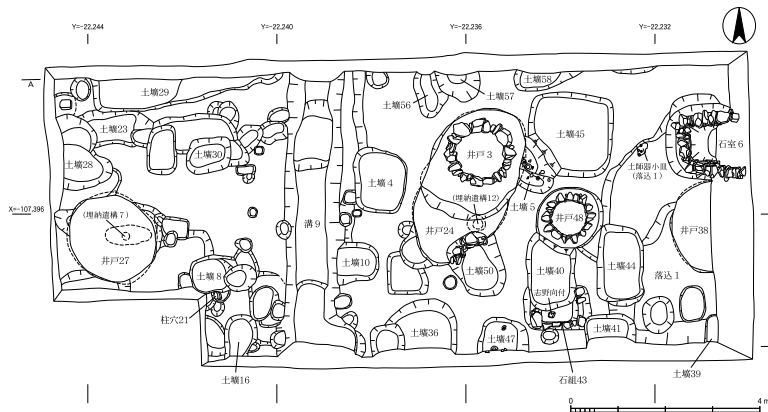 Y=-22,244
Y=-22,240
Y=-22,236
Y=-22,232
A
土壙29
土壙58
土壙56
土壙57
土壙23
土壙45
土壙30
井戸3
石室6
土壙28
土師器小皿
(落込1)
土壙4
X=-107,396
(埋納遺構7)
(埋納遺構12)
土壙5
溝9
井戸48
井戸24
井戸38
井戸27
土壙8
土壙10
土壙50
土壙40
土壙44
落込1
志野向付
柱穴21
土壙36
土壙47
土壙41
土壙16
石組43
土壙39
0
4m